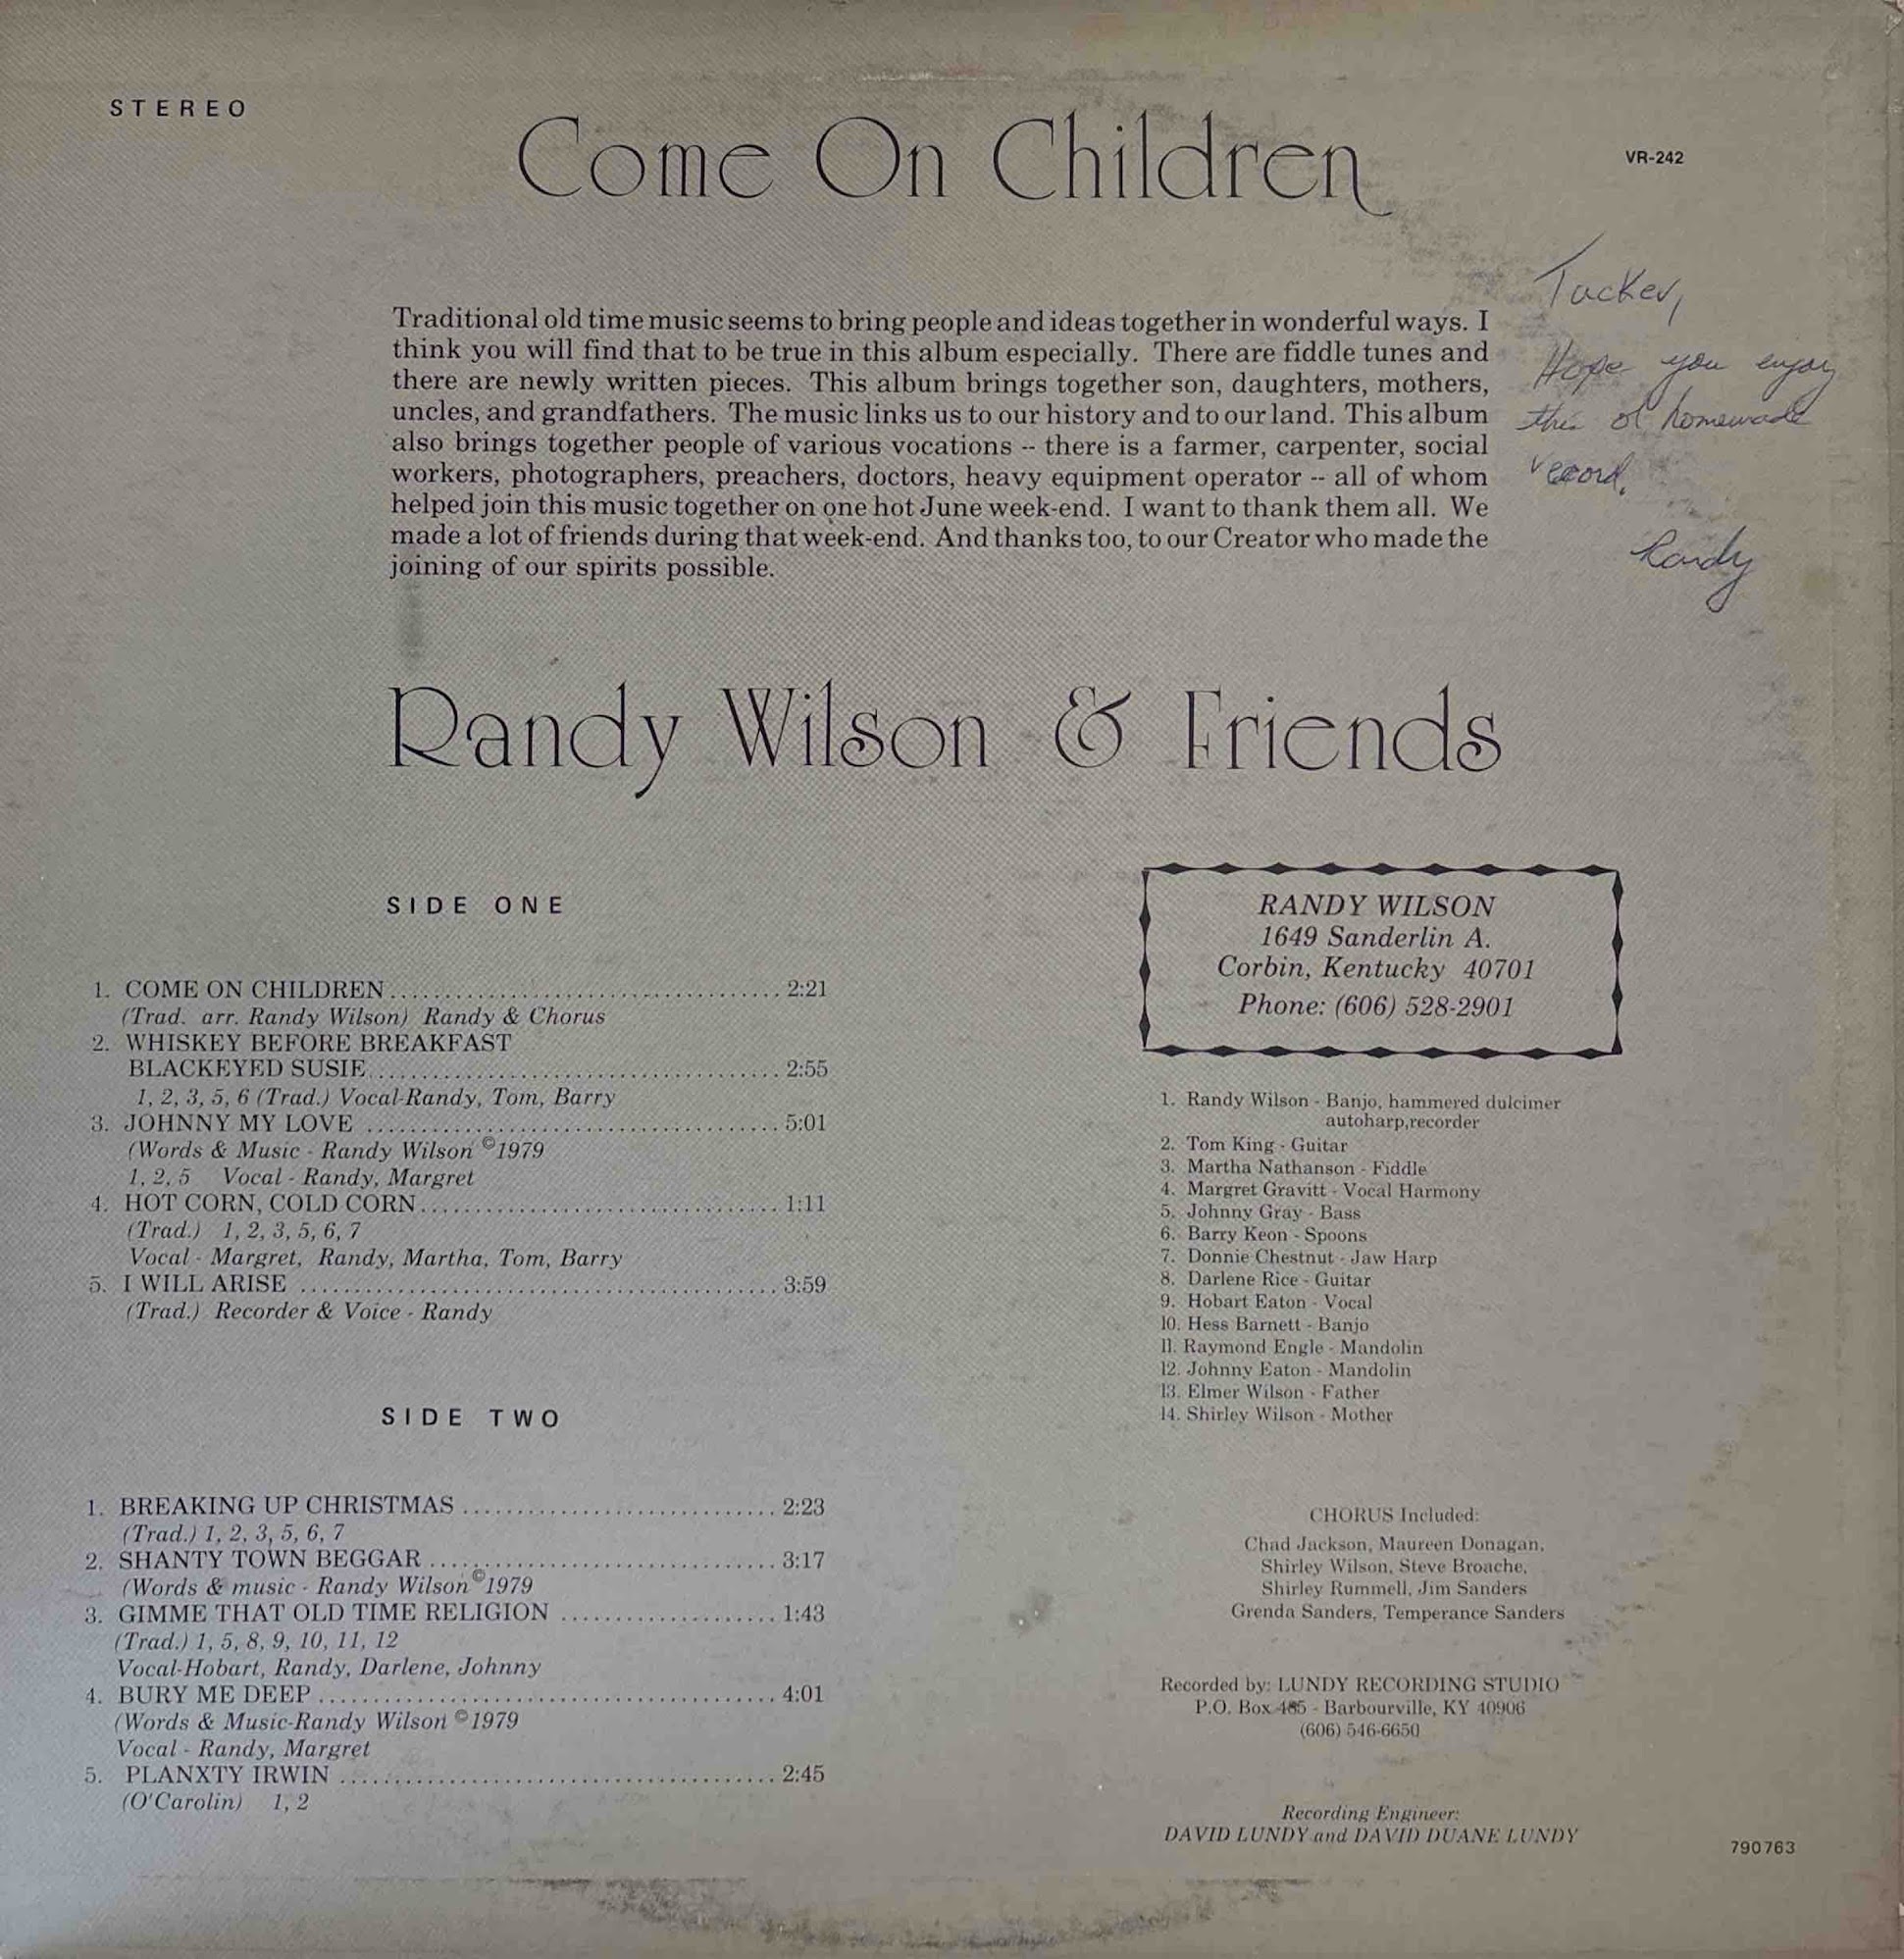 STEREO
Come On Children
VR-242
Tucker,
Hope you enjoy
this ol homemade
record.
Randy
Traditional old time music seems to bring people and ideas together in wonderful ways. I
think you will find that to be true in this album especially. There are fiddle tunes and
there are newly written pieces. This album brings together son, daughters, mothers,
uncles, and grandfathers. The music links us to our history and to our land. This album
also brings together people of various vocations -- there is a farmer, carpenter, social
workers, photographers, preachers, doctors, heavy equipment operator -- all of whom
helped join this music together on one hot June week-end. I want to thank them all. We
made a lot of friends during that week-end. And thanks too, to our Creator who made the
joining of our spirits possible.
Randy Wilson & Friends
SIDE ONE
1. COME ON CHILDREN........................................2:21
(Trad. arr. Randy Wilson) Randy & Chorus
2. WHISKEY BEFORE BREAKFAST
BLACKEYED SUSIE........................................2:55
1, 2, 3, 5, 6 (Trad.) Vocal-Randy, Tom, Barry
3. JOHNNY MY LOVE ........................................5:01
(Words & Music - Randy Wilson ©1979
1, 2, 5 Vocal - Randy, Margret
4. HOT CORN, COLD CORN...................................1:11
(Trad.) 1, 2, 3, 5, 6, 7
Vocal - Margret, Randy, Martha, Tom, Barry
5. I WILL ARISE .............................................3:59
(Trad.) Recorder & Voice - Randy
SIDE TWO
1. BREAKING UP CHRISTMAS ..............................2:23
(Trad.) 1, 2, 3, 5, 6, 7
2. SHANTY TOWN BEGGAR .................................3:17
(Words & music - Randy Wilson ©1979
3. GIMME THAT OLD TIME RELIGION .....................1:43
(Trad.) 1, 5, 8, 9, 10, 11, 12
Vocal-Hobart, Randy, Darlene, Johnny
4. BURY ME DEEP............................................4:01
(Words & Music-Randy Wilson ©1979
Vocal - Randy, Margret
5. PLANXTY IRWIN ..........................................2:45
(O'Carolin) 1, 2
RANDY WILSON
1649 Sanderlin A.
Corbin, Kentucky 40701
Phone: (606) 528-2901
1. Randy Wilson - Banjo, hammered dulcimer
autoharp,recorder
2. Tom King - Guitar
3. Martha Nathanson - Fiddle
4. Margret Gravitt - Vocal Harmony
5. Johnny Gray - Bass
6. Barry Keon - Spoons
7. Donnie Chestnut - Jaw Harp
8. Darlene Rice - Guitar
9. Hobart Eaton - Vocal
10. Hess Barnett - Banjo
11. Raymond Engle - Mandolin
12. Johnny Eaton - Mandolin
13. Elmer Wilson - Father
14. Shirley Wilson - Mother
CHORUS Included:
Chad Jackson, Maureen Donagan,
Shirley Wilson, Steve Broache,
Shirley Rummell, Jim Sanders
Grenda Sanders, Temperance Sanders
Recorded by: LUNDY RECORDING STUDIO
P.O. Box 485 - Barbourville, KY 40906
(606) 546-6650
Recording Engineer:
DAVID LUNDY and DAVID DUANE LUNDY
790763